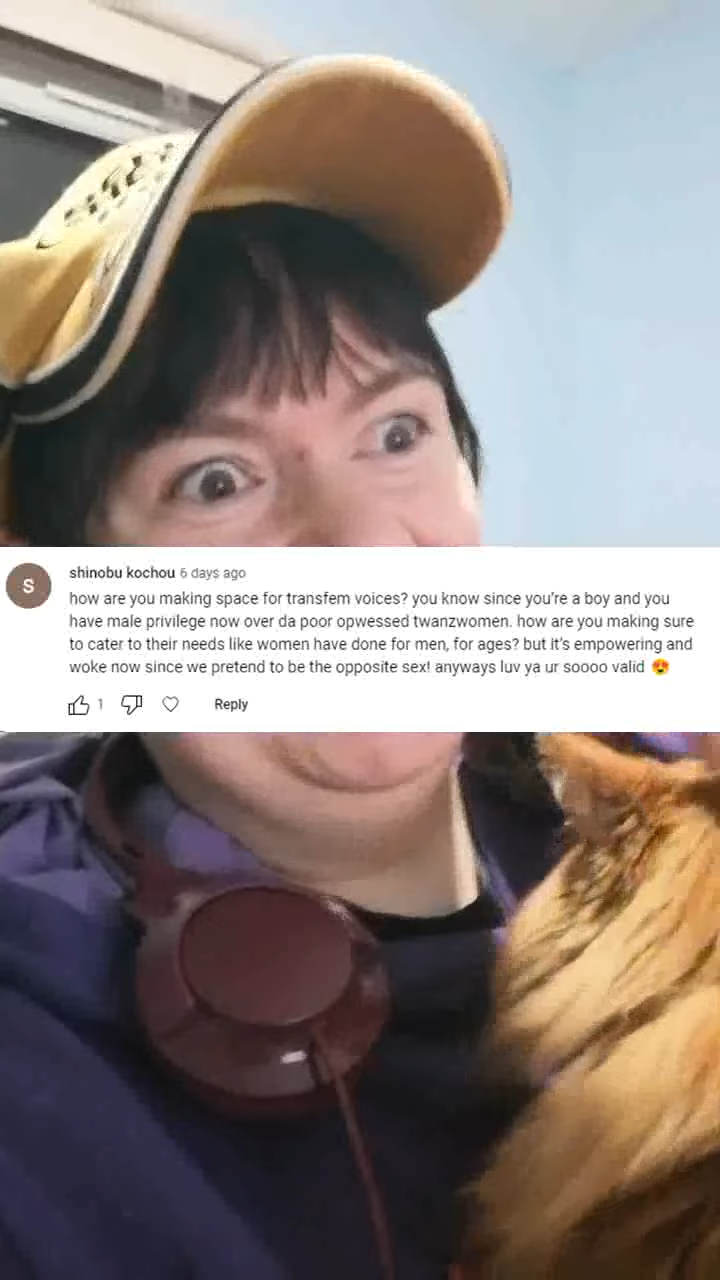 S
shinobu kochou 6 days ago
how are you making space for transfem voices? you know since you're a boy and you
have male privilege now over da poor opwessed twanzwomen. how are you making sure
to cater to their needs like women have done for men, for ages? but it's empowering and
woke now since we pretend to be the opposite sex! anyways luv ya ur soooo valid 😍
1
Reply